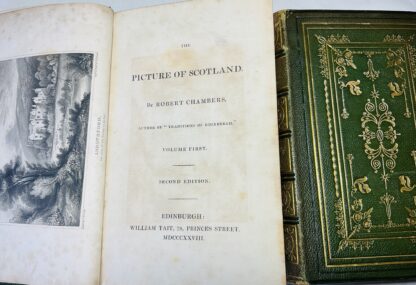 ABBOTSFORD.
THE
PICTURE OF SCOTLAND.
By ROBERT CHAMBERS,
AUTHOR OF "TRADITIONS OF EDINBURGH."
VOLUME FIRST.
SECOND EDITION.
EDINBURGH:
WILLIAM TAIT, 78, PRINCES STREET.
MDCCCXXVIII.